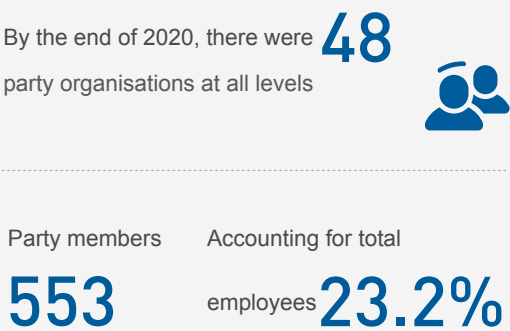 By the end of 2020, there were 48
party organisations at all levels
Party members
553
Accounting for total
employees 23.2%